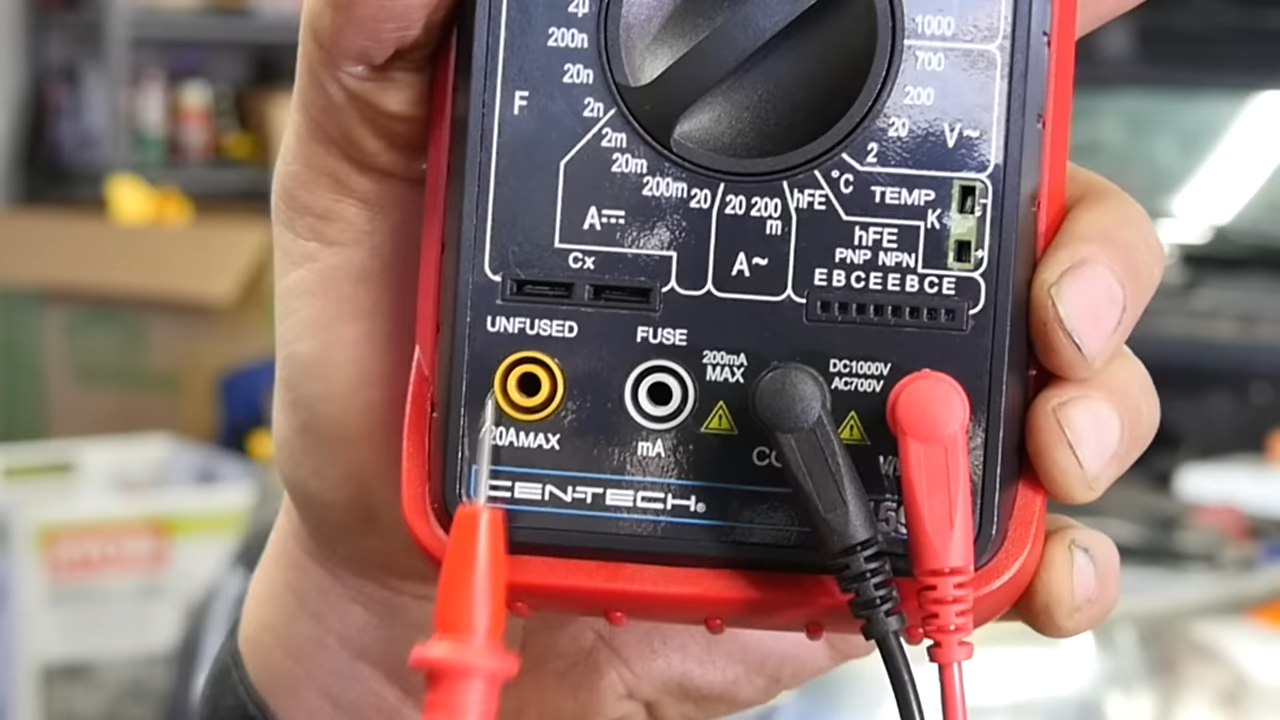 2µ
200n
20n
2n
F
2m
20m
200m
20
A
20 200
m
A~
hFE
1000
700
200
20
2
V~
°C
TEMP
K
hFE
PNP NPN
EBCEEBCE
Cx
UNFUSED
FUSE
200mA
MAX
DC1000V
AC700V
20AMAX
mA
CEN-TECH®